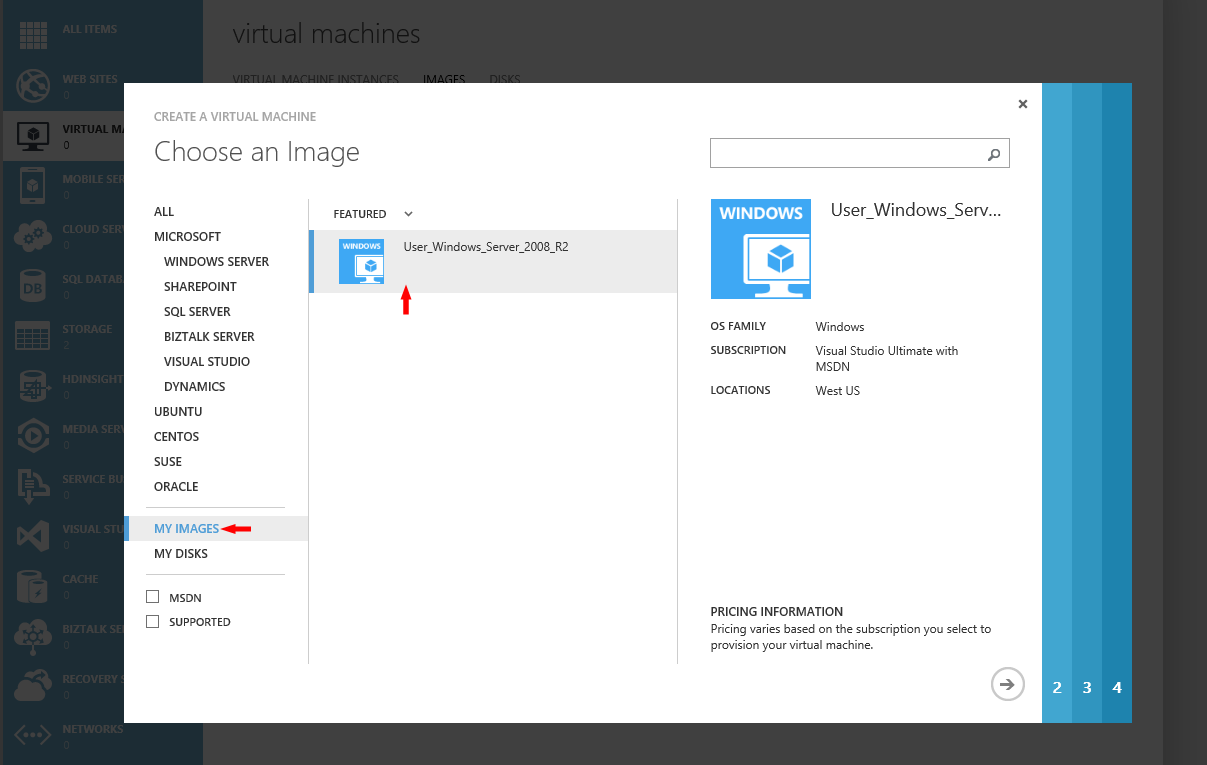 ALL ITEMS
WEB SITES
0
VIRTUAL MA
0
MOBILE SER
0
CLOUD SERV
0
SQL DATAB
0
STORAGE
2
HDINSIGHT
0
MEDIA SERV
0
SERVICE BU
0
VISUAL STU
0
CACHE
0
BIZTALK SE
0
RECOVERY S
0
NETWORKS
0
virtual machines
VIRTUAL MACHINE INSTANCES IMAGES DISKS
CREATE A VIRTUAL MACHINE
Choose an Image
ALL
MICROSOFT
WINDOWS SERVER
SHAREPOINT
SQL SERVER
BIZTALK SERVER
VISUAL STUDIO
DYNAMICS
UBUNTU
CENTOS
SUSE
ORACLE
MY IMAGES
MY DISKS
MSDN
SUPPORTED
FEATURED
WINDOWS
User_Windows_Server_2008_R2
WINDOWS
User_Windows_Serv...
OS FAMILY Windows
SUBSCRIPTION Visual Studio Ultimate with
MSDN
LOCATIONS West US
PRICING INFORMATION
Pricing varies based on the subscription you select to
provision your virtual machine.
2 3 4